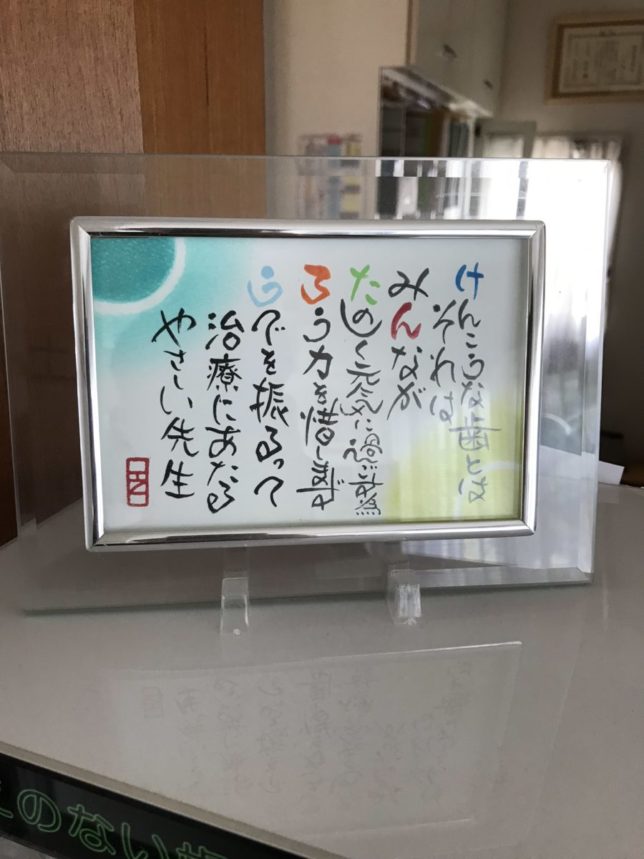 けんこうな歯とは
それは
みんなが
たのしく元気に過ごす為
ろう力を惜しまず
うでを振るって
治療にあたる
やさしい先生
のない